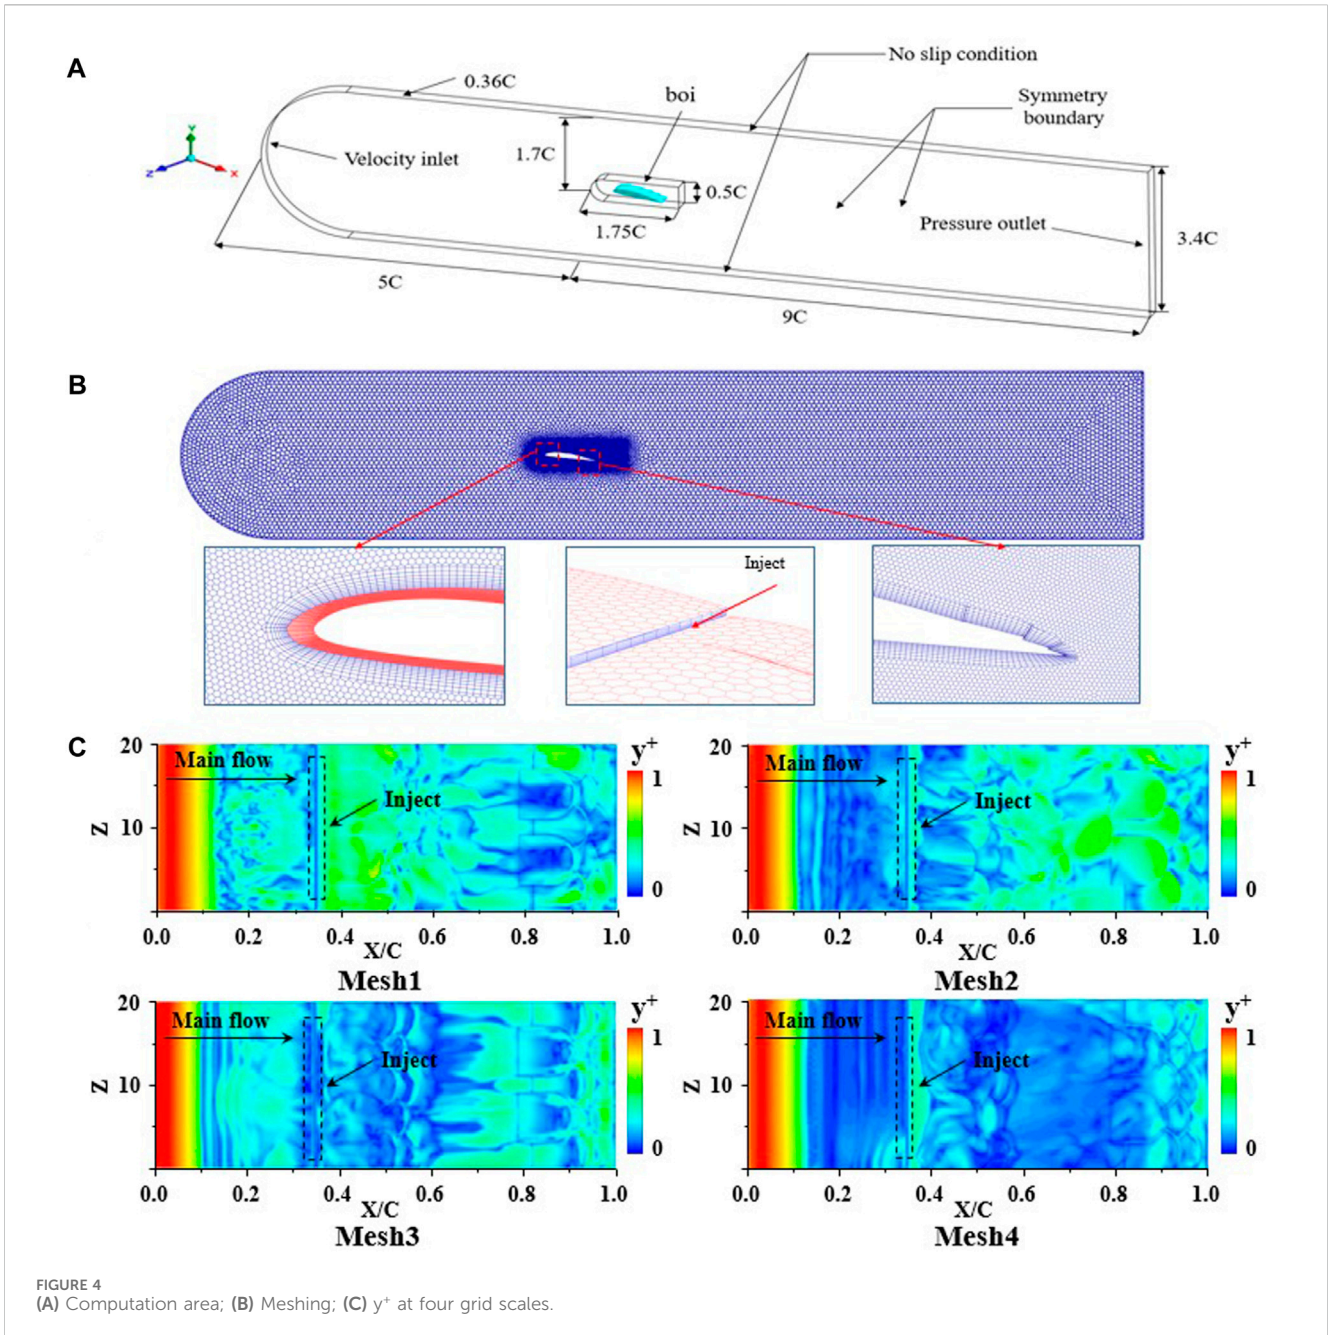 A
No slip condition
0.36C
boi
Symmetry
boundary
Y
Z
X
Velocity inlet
1.7C
0.5C
1.75C
Pressure outlet
3.4C
5C
9C
B
Inject
C
20
10
Z
Main flow
Inject
y+
1
0
0.0 0.2 0.4 0.6 0.8 1.0
X/C
Mesh1
Z
Main flow
20
10
Inject
y+
1
0
0.0 0.2 0.4 0.6 0.8 1.0
X/C
Mesh2
20
10
Z
Main flow
Inject
y+
1
0
0.0 0.2 0.4 0.6 0.8 1.0
X/C
Mesh3
20
10
Z
Main flow
Inject
y+
1
0
0.0 0.2 0.4 0.6 0.8 1.0
X/C
Mesh4
FIGURE 4
(A) Computation area; (B) Meshing; (C) y+ at four grid scales.